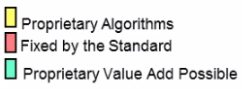 Proprietary Algorithms
Fixed by the Standard
Proprietary Value Add Possible